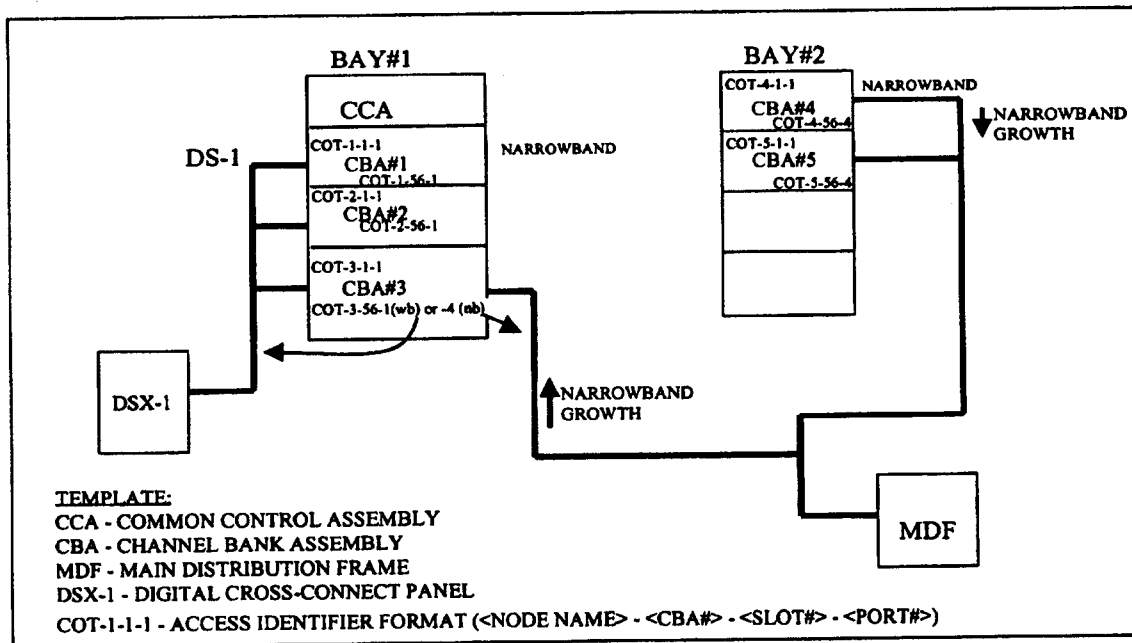 BAY#1
CCA
DS-1
COT-1-1-1
CBA#1
COT-1-56-1
NARROWBAND
COT-2-1-1
CBA#2
COT-2-56-1
COT-3-1-1
CBA#3
COT-3-56-1(wb) or -4 (nb)
DSX-1
NARROWBAND
GROWTH
BAY#2
COT-4-1-1
CBA#4
COT-4-56-4
NARROWBAND
NARROWBAND
GROWTH
COT-5-1-1
CBA#5
COT-5-56-4
MDF
TEMPLATE:
CCA - COMMON CONTROL ASSEMBLY
CBA - CHANNEL BANK ASSEMBLY
MDF - MAIN DISTRIBUTION FRAME
DSX-1 - DIGITAL CROSS-CONNECT PANEL
COT-1-1-1 - ACCESS IDENTIFIER FORMAT (<NODE NAME> - <CBA#> - <SLOT#> - <PORT#>)